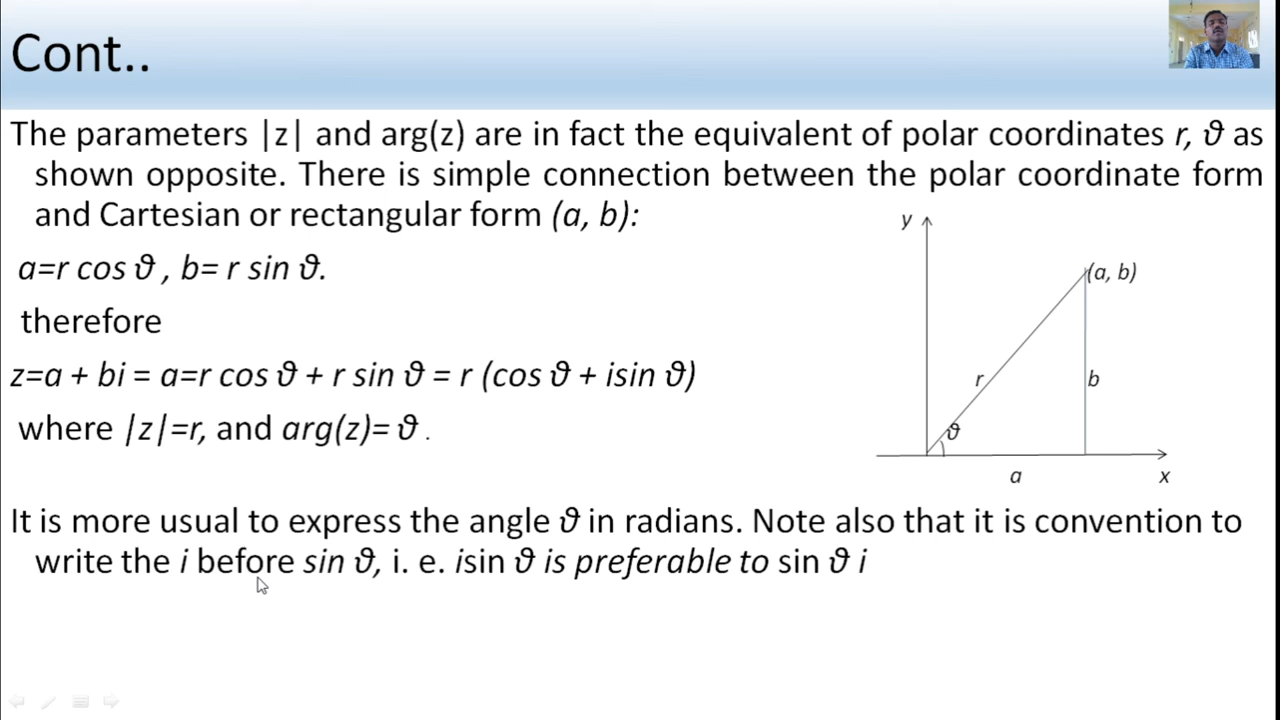 Cont..
The parameters |z| and arg(z) are in fact the equivalent of polar coordinates r, ϑ as
shown opposite. There is simple connection between the polar coordinate form
and Cartesian or rectangular form (a, b):
a=r cos ϑ , b= r sin ϑ.
therefore
z=a + bi = a=r cos ϑ + r sin ϑ = r (cos ϑ + isin ϑ)
where |z|=r, and arg(z)= ϑ .
y
(a, b)
r
b
ϑ
a
x
It is more usual to express the angle ϑ in radians. Note also that it is convention to
write the i before sin ϑ, i. e. isin ϑ is preferable to sin ϑ i